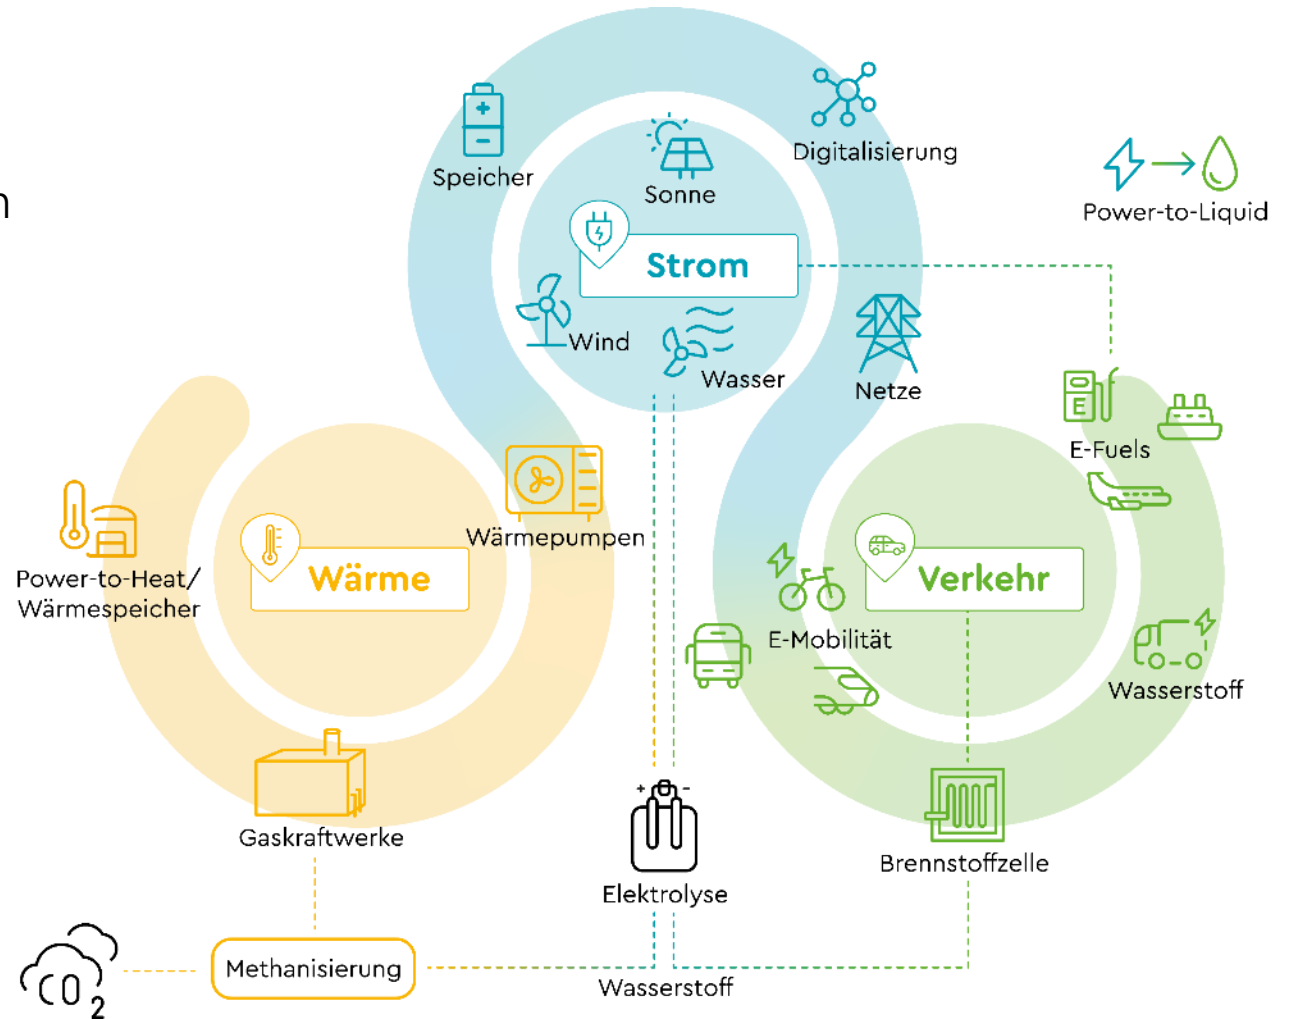 n
Speicher
Sonne
Digitalisierung
Power-to-Liquid
Strom
Wind
Wasser
Netze
E
E-Fuels
Wärmepumpen
Power-to-Heat/
Wärmespeicher
Wärme
Verkehr
E-Mobilität
Wasserstoff
Gaskraftwerke
+ -
Elektrolyse
Brennstoffzelle
CO2
Methanisierung
Wasserstoff